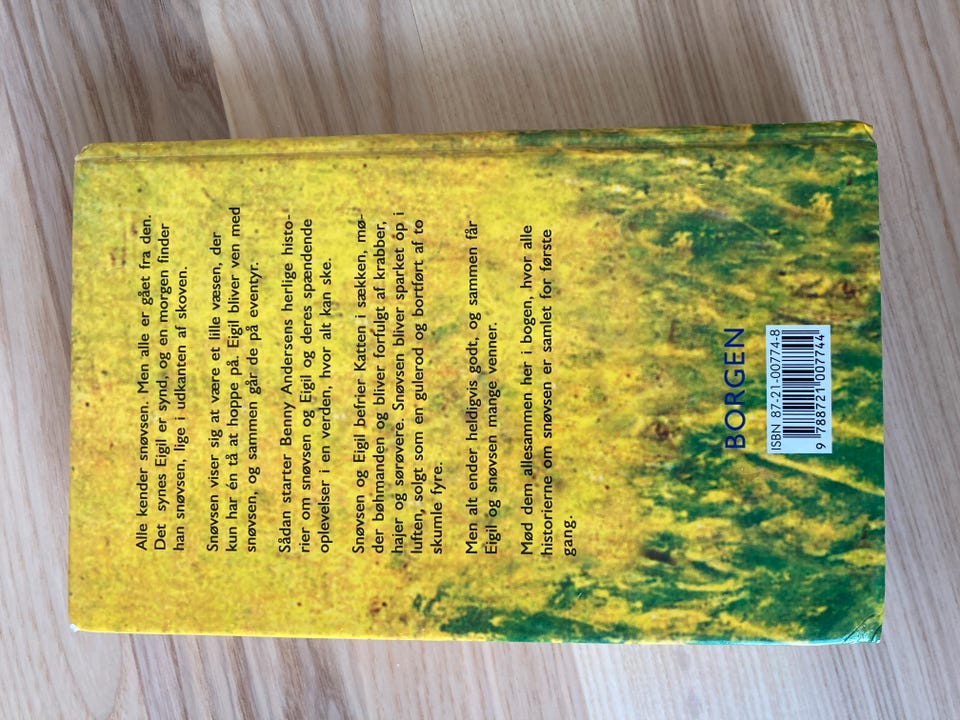 Alle kender snøvsen. Men alle er gået fra den.
Det synes Eigil er synd, og en morgen finder
han snøvsen, lige i udkanten af skoven.
Snøvsen viser sig at være et lille væsen, der
kun har én tå at hoppe på. Eigil bliver ven med
snøvsen, og sammen går de på eventyr.
Sådan starter Benny Andersens herlige histo-
rier om snøvsen og Eigil og deres spændende
oplevelser i en verden, hvor alt kan ske.
Snøvsen og Eigil befrier Katten i sækken, mø-
der bøhmanden og bliver forfulgt af krabber,
hajer og sørøvere. Snøvsen bliver sparket op i
luften, solgt som en gulerod og bortført af to
skumle fyre.
Men alt ender heldigvis godt, og sammen får
Eigil og snøvsen mange venner.
Mød dem allesammen her i bogen, hvor alle
historierne om snøvsen er samlet for første
gang.
BORGEN
ISBN 87-21-00774-8
9 788721 007744